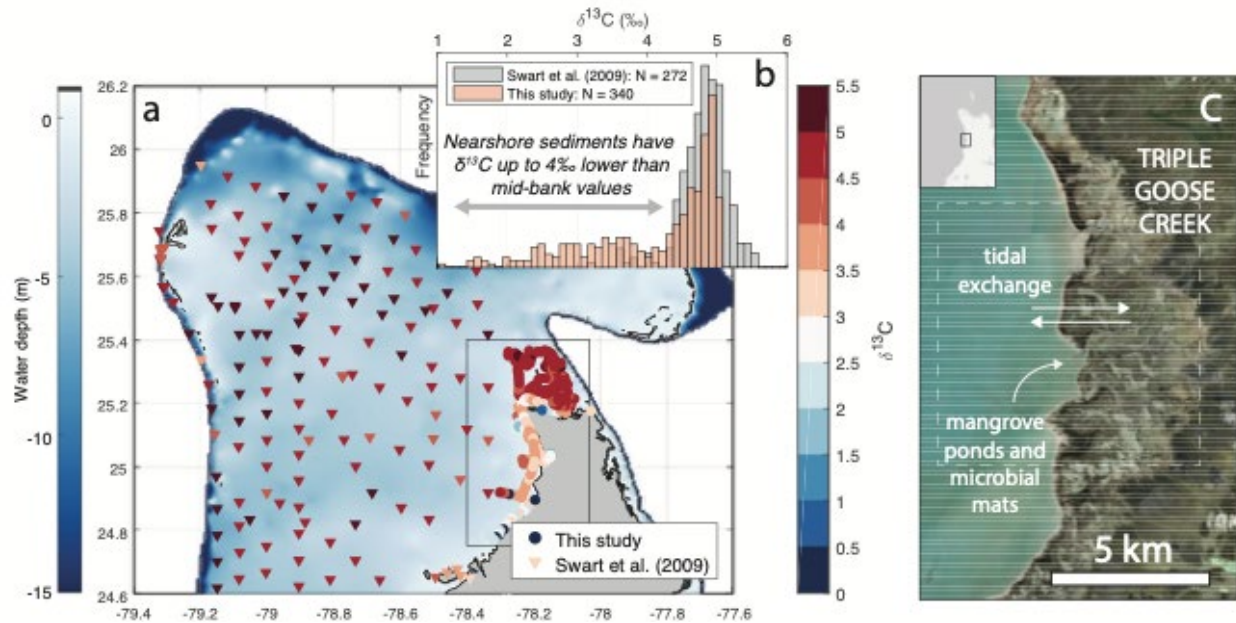 δ¹³C (‰)
1 2 3 4 5 6
26.2
26
25.8
25.6
25.4
25.2
25
24.8
24.6
-79.4 -79.2 -79 -78.8 -78.6 -78.4 -78.2 -78 -77.8 -77.6
Water depth (m)
0
-5
-10
-15
a
b
Frequency
Swart et al. (2009): N = 272
This study: N = 340
Nearshore sediments have
δ¹³C up to 4‰ lower than
mid-bank values
This study
Swart et al. (2009)
5.5
5
4.5
4
3.5
3
2.5
2
1.5
1
0.5
0
δ¹³C
C
TRIPLE
GOOSE
CREEK
tidal
exchange
mangrove
ponds and
microbial
mats
5 km